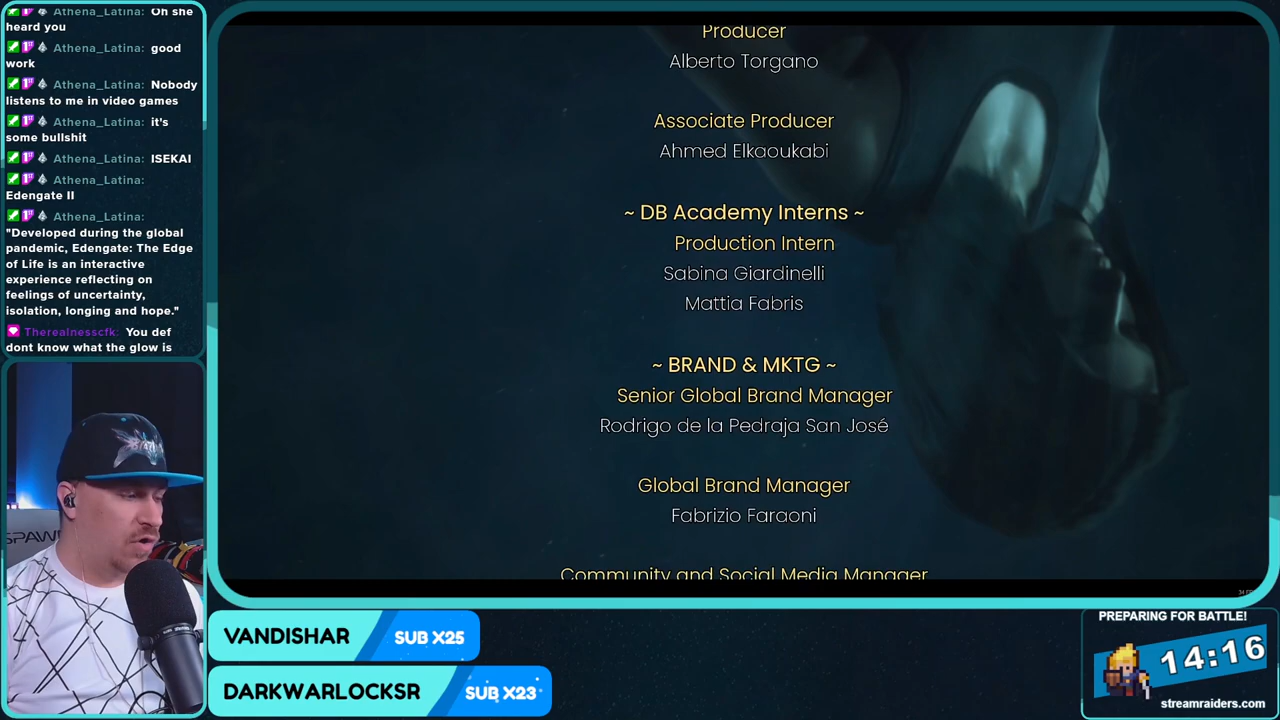 Athena_Latina: Oh she
heard you
Athena_Latina: good
work
Athena_Latina: Nobody
listens to me in video games
Athena_Latina: it's
some bullshit
Athena_Latina: ISEKAI
Athena_Latina:
Edengate II
Athena_Latina:
"Developed during the global
pandemic, Edengate: The Edge
of Life is an interactive
experience reflecting on
feelings of uncertainty,
isolation, longing and hope."
Therealnesscfk: You def
dont know what the glow is
Producer
Alberto Torgano
Associate Producer
Ahmed Elkaoukabi
~ DB Academy Interns ~
Production Intern
Sabina Giardinelli
Mattia Fabris
~ BRAND & MKTG ~
Senior Global Brand Manager
Rodrigo de la Pedraja San José
Global Brand Manager
Fabrizio Faraoni
Community and Social Media Manager
SPAW
VANDISHAR SUB X25
DARKWARLOCKSR SUB X23
PREPARING FOR BATTLE!
14:16
streamraiders.com